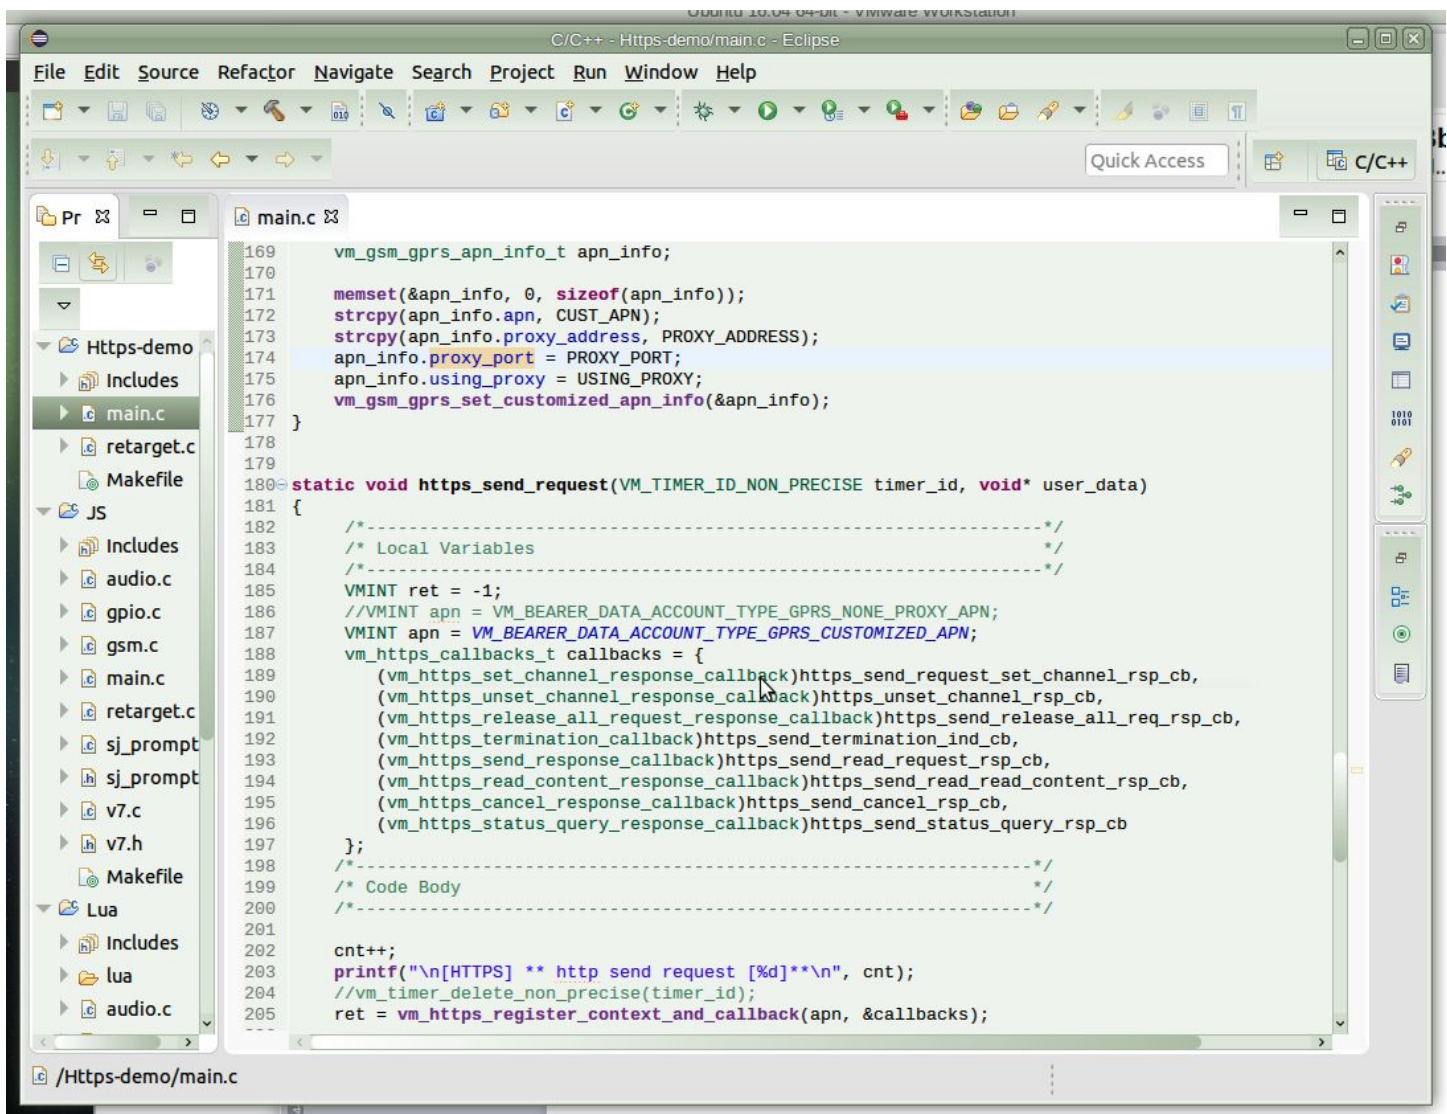 Ubuntu 16.04 64-bit - VMware Workstation
C/C++ - Https-demo/main.c - Eclipse
File Edit Source Refactor Navigate Search Project Run Window Help
Quick Access
C/C++
Pr
main.c
Https-demo
Includes
main.c
retarget.c
Makefile
JS
Includes
audio.c
gpio.c
gsm.c
main.c
retarget.c
sj_prompt
sj_prompt
v7.c
v7.h
Makefile
Lua
Includes
lua
audio.c
169 vm_gsm_gprs_apn_info_t apn_info;
170
171 memset(&apn_info, 0, sizeof(apn_info));
172 strcpy(apn_info.apn, CUST_APN);
173 strcpy(apn_info.proxy_address, PROXY_ADDRESS);
174 apn_info.proxy_port = PROXY_PORT;
175 apn_info.using_proxy = USING_PROXY;
176 vm_gsm_gprs_set_customized_apn_info(&apn_info);
177 }
178
179
180 static void https_send_request(VM_TIMER_ID_NON_PRECISE timer_id, void* user_data)
181 {
182 /*----------------------------------------------------------------*/
183 /* Local Variables */
184 /*----------------------------------------------------------------*/
185 VMINT ret = -1;
186 //VMINT apn = VM_BEARER_DATA_ACCOUNT_TYPE_GPRS_NONE_PROXY_APN;
187 VMINT apn = VM_BEARER_DATA_ACCOUNT_TYPE_GPRS_CUSTOMIZED_APN;
188 vm_https_callbacks_t callbacks = {
189 (vm_https_set_channel_response_callback)https_send_request_set_channel_rsp_cb,
190 (vm_https_unset_channel_response_callback)https_unset_channel_rsp_cb,
191 (vm_https_release_all_request_response_callback)https_send_release_all_req_rsp_cb,
192 (vm_https_termination_callback)https_send_termination_ind_cb,
193 (vm_https_send_response_callback)https_send_read_request_rsp_cb,
194 (vm_https_read_content_response_callback)https_send_read_read_content_rsp_cb,
195 (vm_https_cancel_response_callback)https_send_cancel_rsp_cb,
196 (vm_https_status_query_response_callback)https_send_status_query_rsp_cb
197 };
198 /*----------------------------------------------------------------*/
199 /* Code Body */
200 /*----------------------------------------------------------------*/
201
202 cnt++;
203 printf("\n[HTTPS] ** http send request [%d]**\n", cnt);
204 //vm_timer_delete_non_precise(timer_id);
205 ret = vm_https_register_context_and_callback(apn, &callbacks);
/Https-demo/main.c